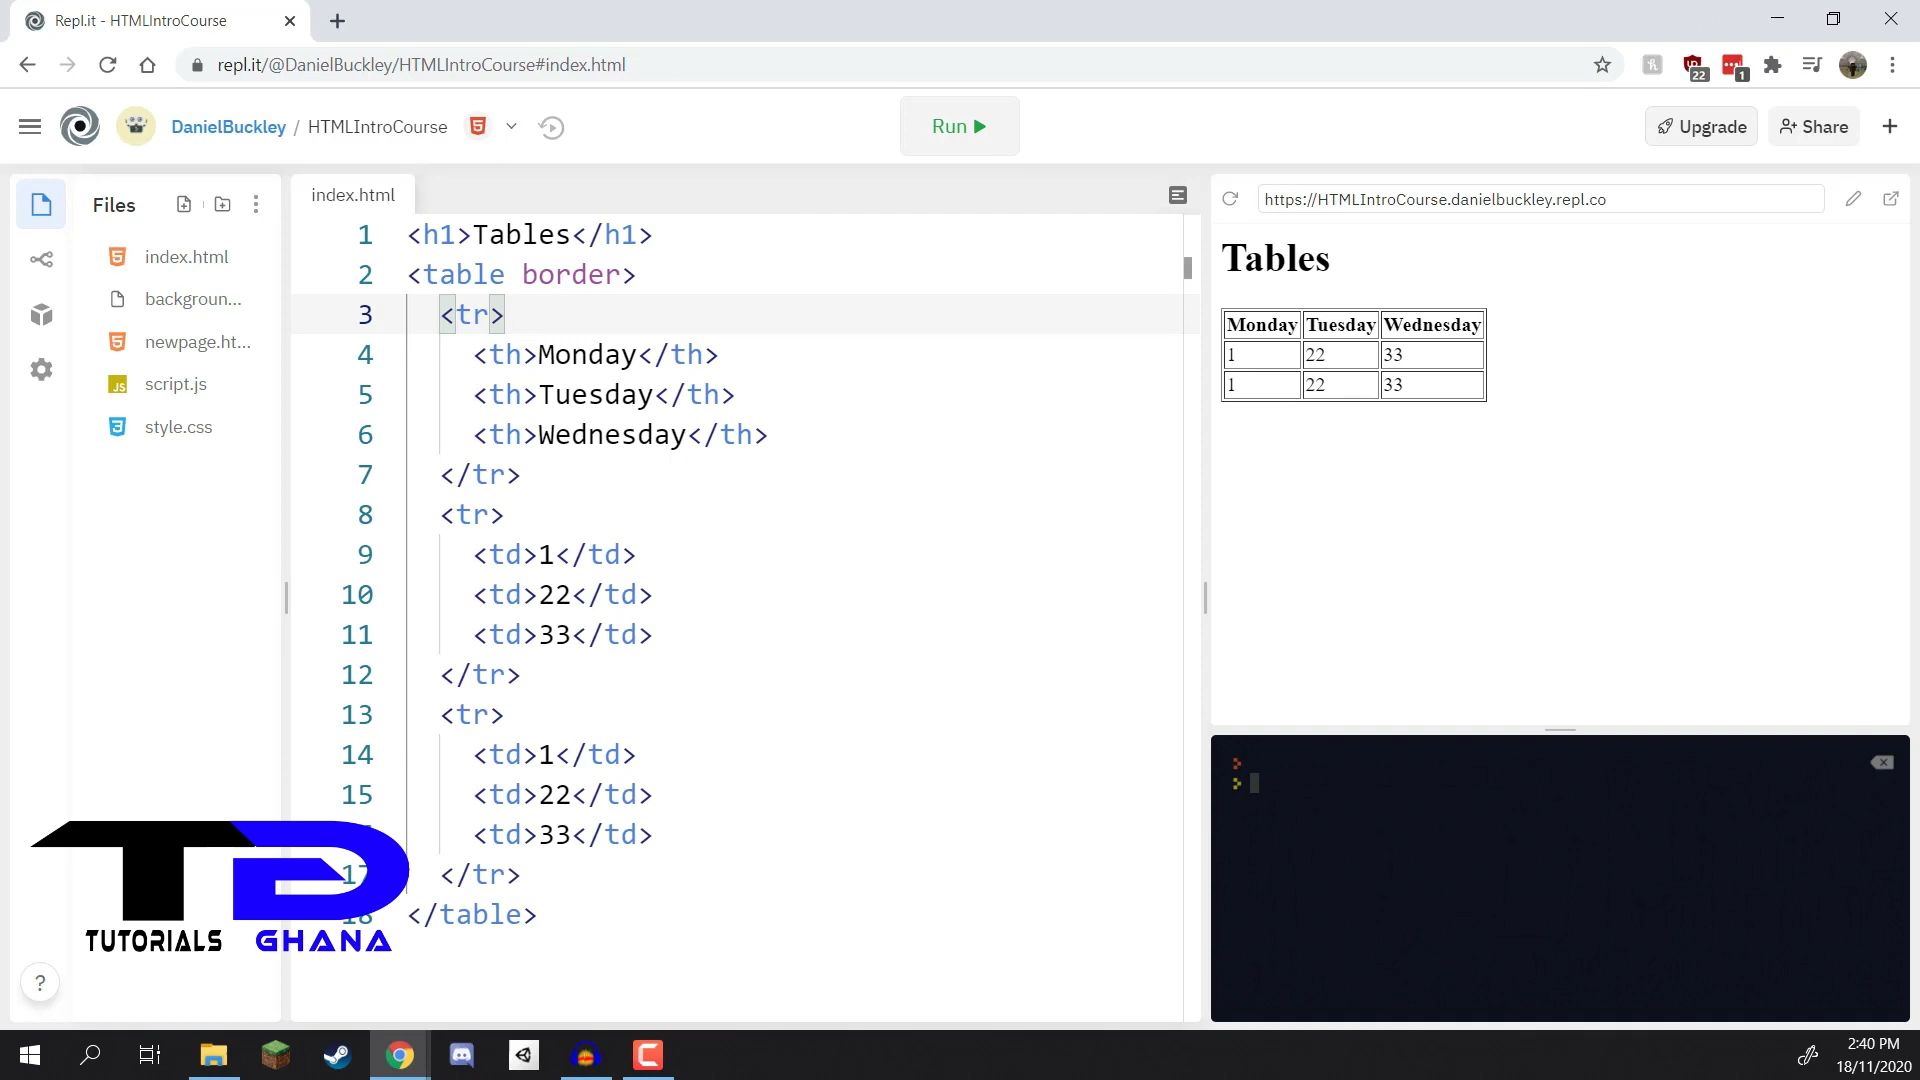 Repl.it - HTMLIntroCourse
repl.it/@DanielBuckley/HTMLIntroCourse#index.html
22
1
DanielBuckley / HTMLIntroCourse
Run
Upgrade
Share
Files
index.html
backgroun...
newpage.ht...
script.js
style.css
index.html
1 <h1>Tables</h1>
2 <table border>
3 <tr>
4 <th>Monday</th>
5 <th>Tuesday</th>
6 <th>Wednesday</th>
7 </tr>
8 <tr>
9 <td>1</td>
10 <td>22</td>
11 <td>33</td>
12 </tr>
13 <tr>
14 <td>1</td>
15 <td>22</td>
<td>33</td>
17 </tr>
18 </table>
https://HTMLIntroCourse.danielbuckley.repl.co
Tables
Monday Tuesday Wednesday
1 22 33
1 22 33
TD
TUTORIALS GHANA
?
2:40 PM
18/11/2020